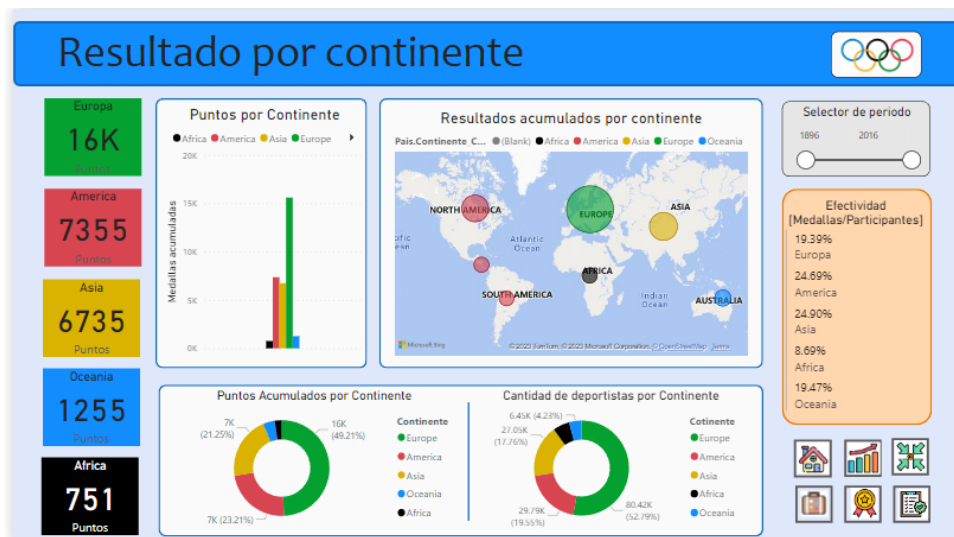 Resultado por continente
Europa
16K
Puntos
America
7355
Puntos
Asia
6735
Puntos
Oceania
1255
Puntos
Africa
751
Puntos
Puntos por Continente
Africa America Asia Europe
20K
15K
10K
5K
0K
Medallas acumuladas
Resultados acumulados por continente
Pais.Continente_C... (Blank) Africa America Asia Europe Oceania
NORTH AMERICA
EUROPE
ASIA
Atlantic
Ocean
AFRICA
SOUTH AMERICA
Indian
Ocean
AUSTRALIA
Microsoft Bing
© 2023 TomTom, © 2023 Microsoft Corporation, © OpenStreetMap Terms
Selector de periodo
1896 2016
Efectividad
[Medallas/Participantes]
19.39%
Europa
24.69%
America
24.90%
Asia
8.69%
Africa
19.47%
Oceania
Puntos Acumulados por Continente
7K
(21.25%)
16K
(49.21%)
7K (23.21%)
Continente
Europe
America
Asia
Oceania
Africa
Cantidad de deportistas por Continente
6.45K (4.23%)
27.05K
(17.76%)
29.79K
(19.55%)
80.42K
(52.79%)
Cotinente
Europe
America
Asia
Africa
Oceania